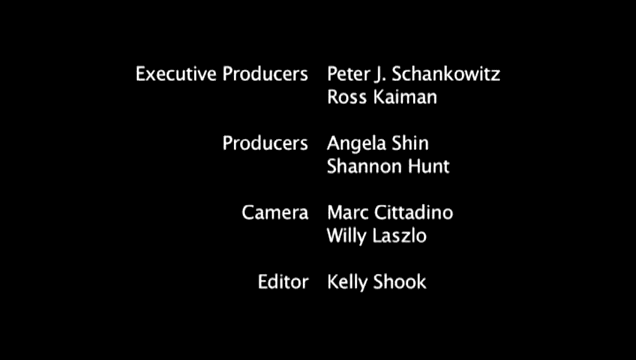 Executive Producers Peter J. Schankowitz
Ross Kaiman
Producers Angela Shin
Shannon Hunt
Camera Marc Cittadino
Willy Laszlo
Editor Kelly Shook